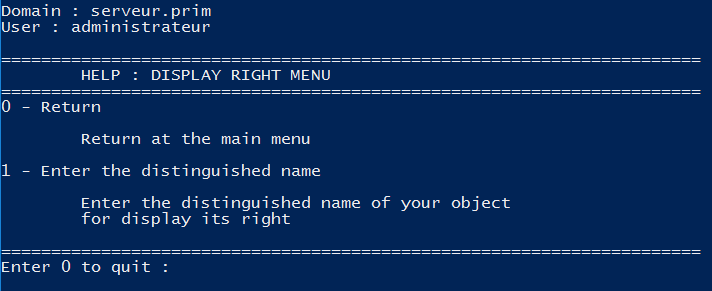 Domain : serveur.prim
User : administrateur
======================================================================
HELP : DISPLAY RIGHT MENU
======================================================================
0 - Return
Return at the main menu
1 - Enter the distinguished name
Enter the distinguished name of your object
for display its right
======================================================================
Enter 0 to quit :